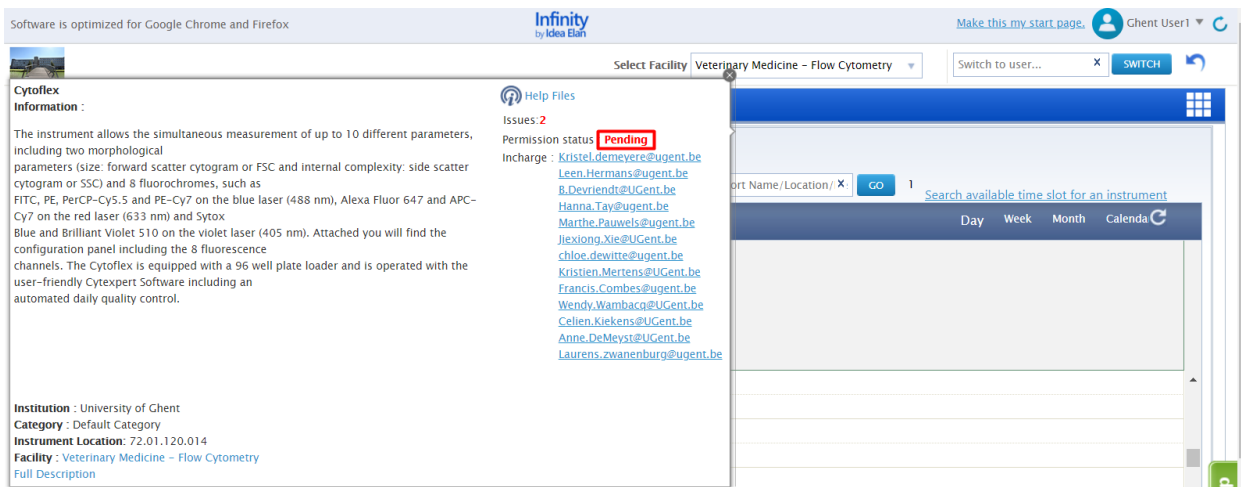 Software is optimized for Google Chrome and Firefox
Infinity
by Idea Elan
Make this my start page.
Ghent User1
Select Facility
Veterinary Medicine - Flow Cytometry
Switch to user...
X
SWITCH
Cytoflex
Information :
The instrument allows the simultaneous measurement of up to 10 different parameters,
including two morphological
parameters (size: forward scatter cytogram or FSC and internal complexity: side scatter
cytogram or SSC) and 8 fluorochromes, such as
FITC, PE, PerCP-Cy5.5 and PE-Cy7 on the blue laser (488 nm), Alexa Fluor 647 and APC-
Cy7 on the red laser (633 nm) and Sytox
Blue and Brilliant Violet 510 on the violet laser (405 nm). Attached you will find the
configuration panel including the 8 fluorescence
channels. The Cytoflex is equipped with a 96 well plate loader and is operated with the
user-friendly Cytexpert Software including an
automated daily quality control.
Institution : University of Ghent
Category : Default Category
Instrument Location: 72.01.120.014
Facility : Veterinary Medicine - Flow Cytometry
Full Description
Help Files
Issues:2
Permission status Pending
Incharge : Kristel.demeyere@ugent.be
Leen.Hermans@ugent.be
B.Devriendt@UGent.be
Hanna.Tay@ugent.be
Marthe.Pauwels@ugent.be
Jiexiong.Xie@UGent.be
chloe.dewitte@ugent.be
Kristien.Mertens@UGent.be
Francis.Combes@ugent.be
Wendy.Wambacq@UGent.be
Celien.Kiekens@UGent.be
Anne.DeMeyst@UGent.be
Laurens.zwanenburg@ugent.be
ort Name/Location/ X
GO
1
Search available time slot for an instrument
Day
Week
Month
Calenda